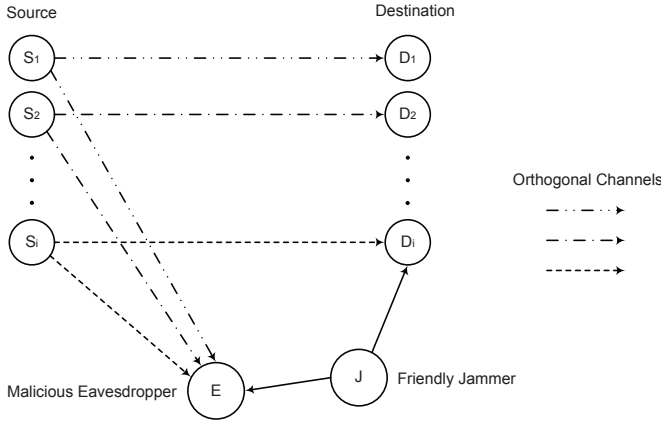 Source Destination
S1 D1
S2 D2
Orthogonal Channels
Si Di
Malicious Eavesdropper E J Friendly Jammer